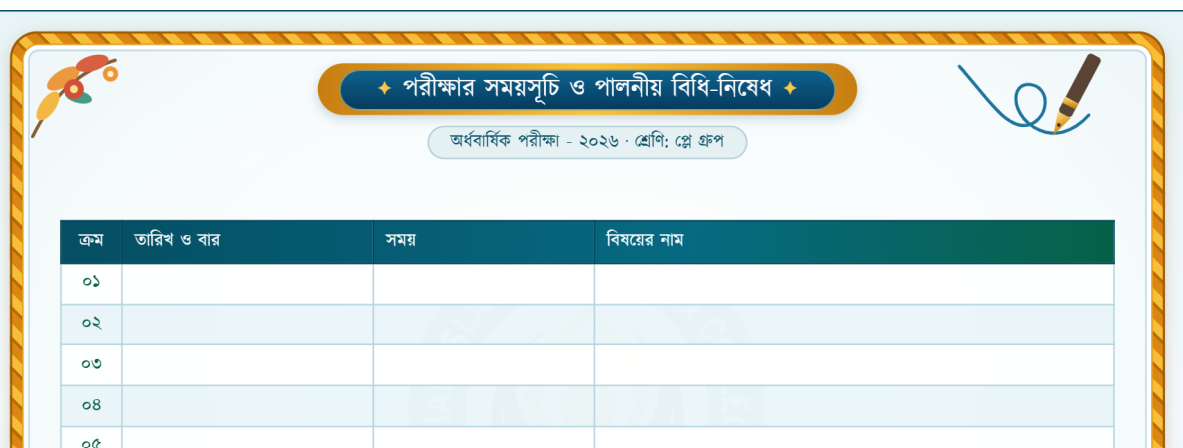 পরীক্ষার সময়সূচি ও পালনীয় বিধি-নিষেধ
অর্ধবার্ষিক পরীক্ষা - ২০২৬ · শ্রেণি: প্লে গ্রুপ
ক্রম তারিখ ও বার সময় বিষয়ের নাম
০১
০২
০৩
০৪
০৫